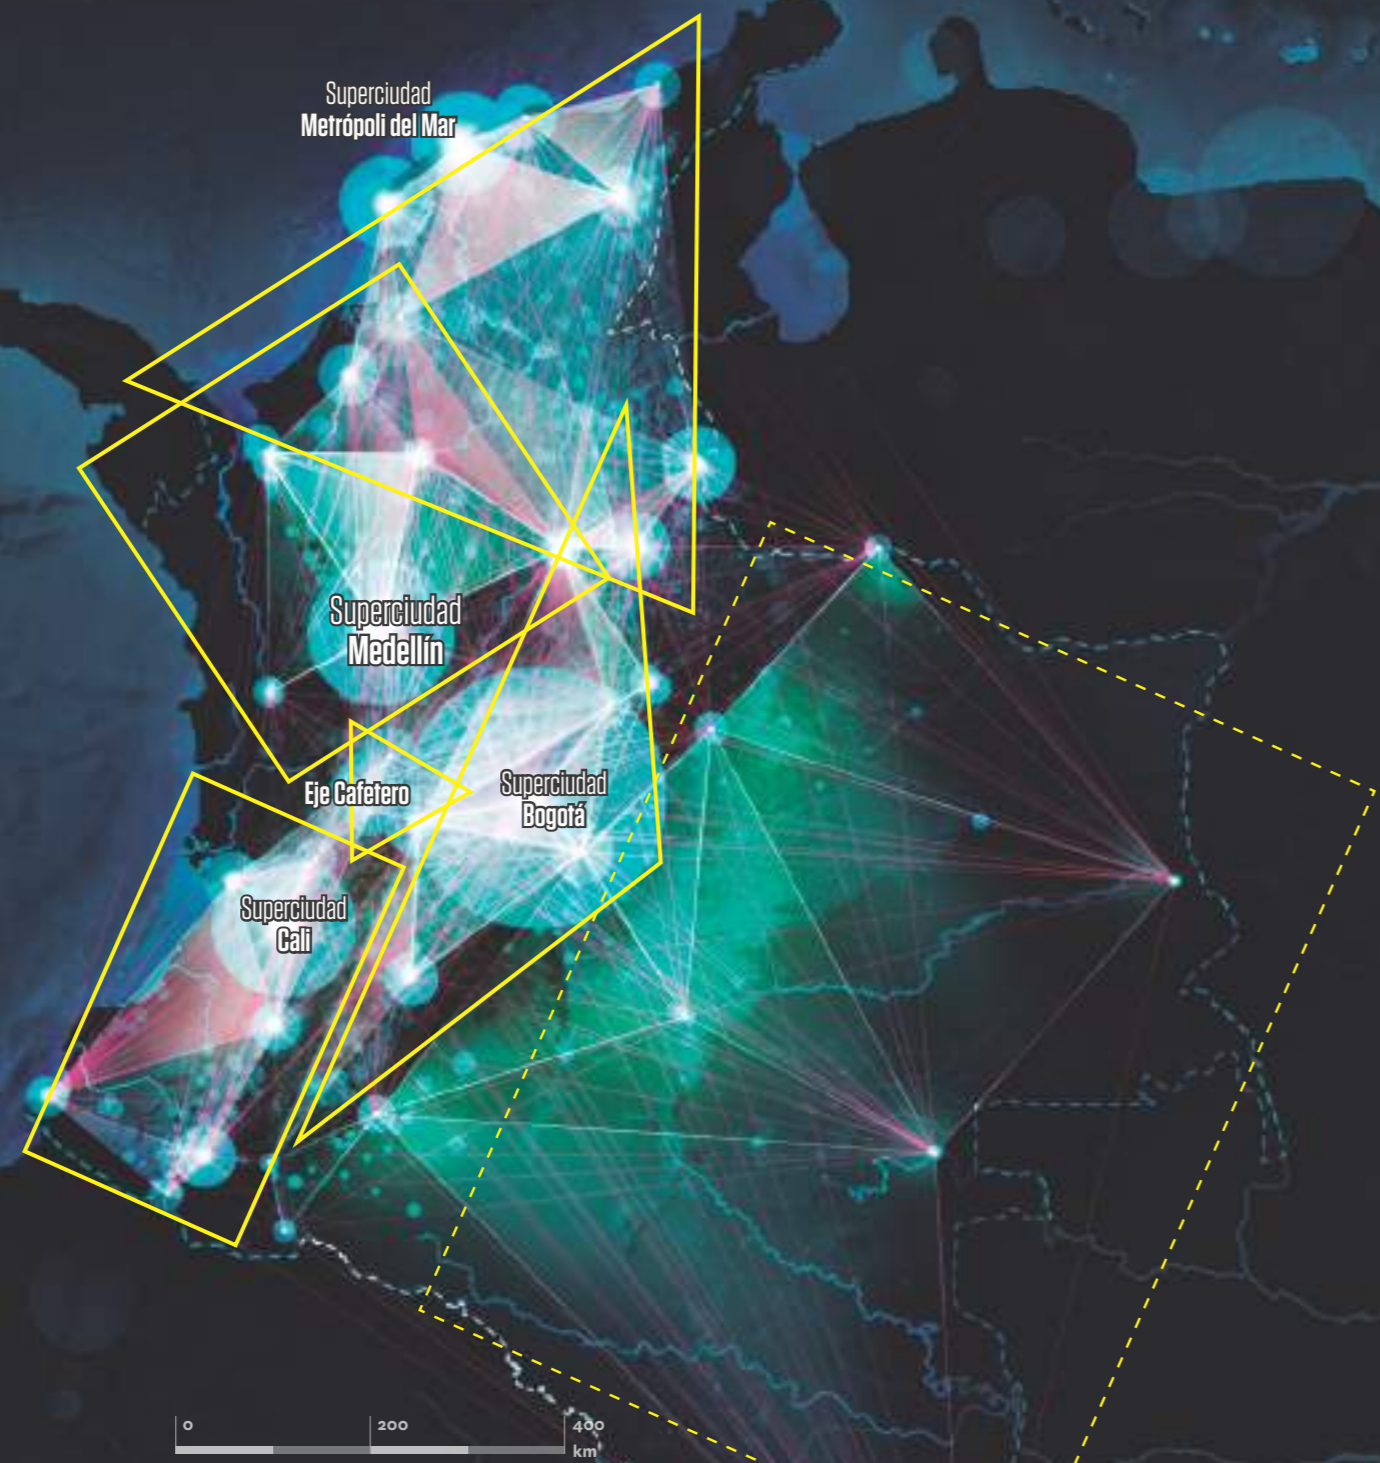 Superciudad
Metrópoli del Mar
Superciudad
Medellín
Eje Cafetero
Superciudad
Bogotá
Superciudad
Cali
0 200 400
km